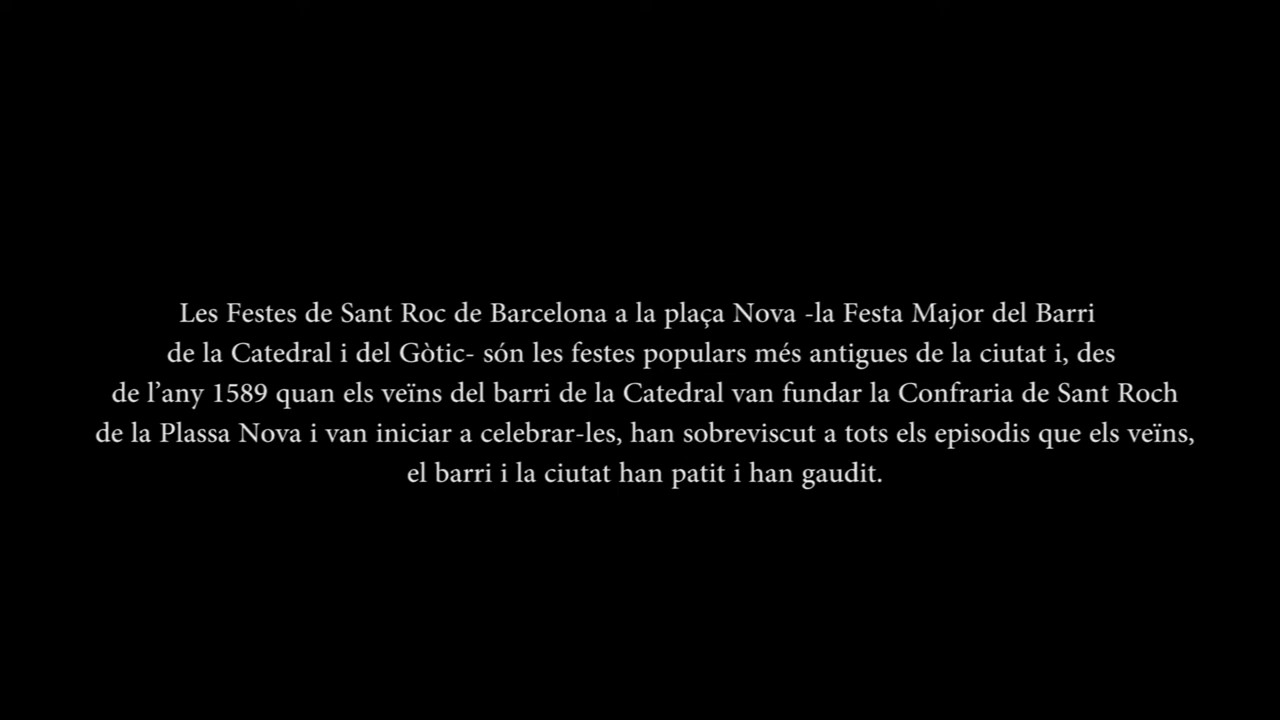 Les Festes de Sant Roc de Barcelona a la plaça Nova -la Festa Major del Barri
de la Catedral i del Gòtic- són les festes populars més antigues de la ciutat i, des
de l’any 1589 quan els veïns del barri de la Catedral van fundar la Confraria de Sant Roch
de la Plassa Nova i van iniciar a celebrar-les, han sobreviscut a tots els episodis que els veïns,
el barri i la ciutat han patit i han gaudit.